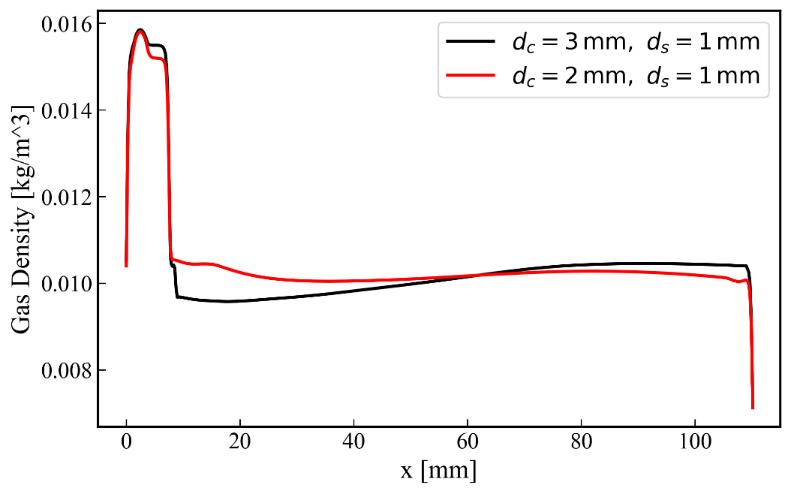 0.016
0.014
0.012
0.010
0.008
Gas Density [kg/m^3]
d_c = 3 mm, d_s = 1 mm
d_c = 2 mm, d_s = 1 mm
0 20 40 60 80 100
x [mm]